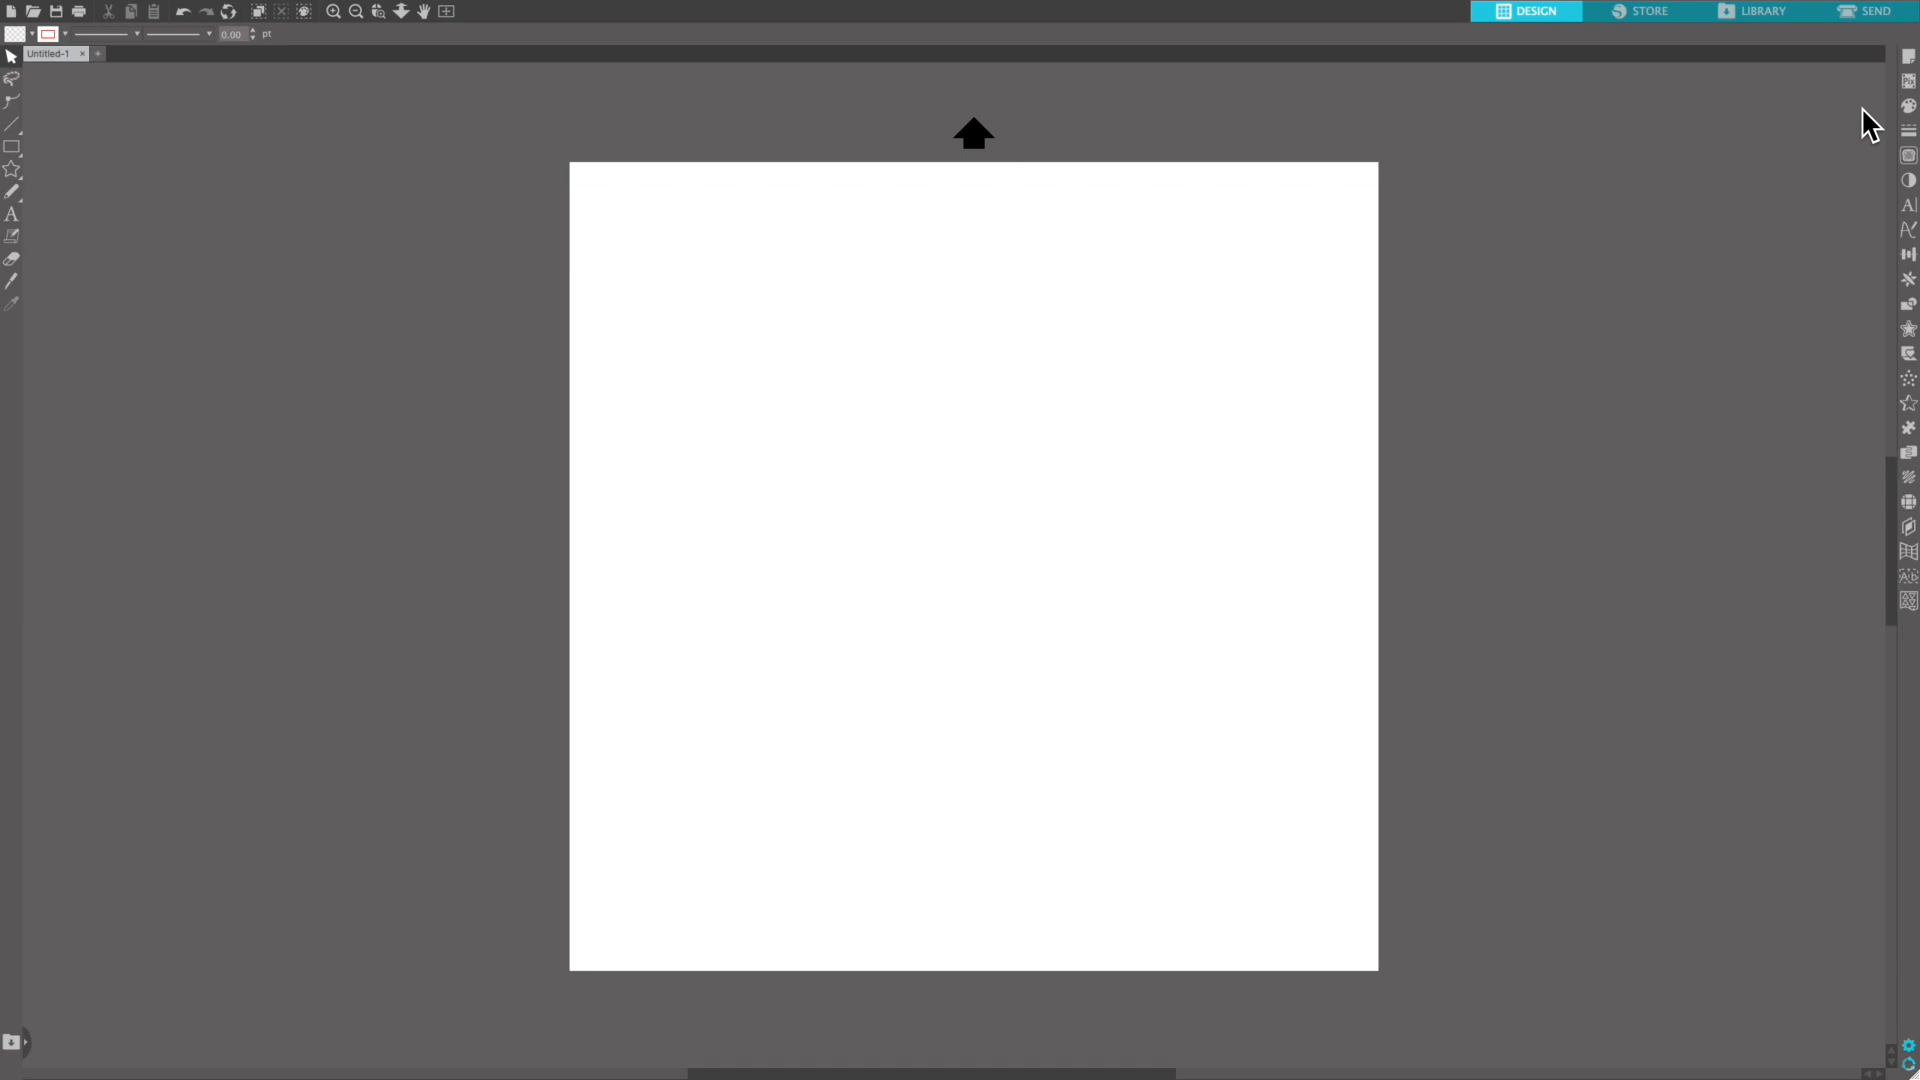 DESIGN
STORE
LIBRARY
SEND
0.00 pt
Untitled-1